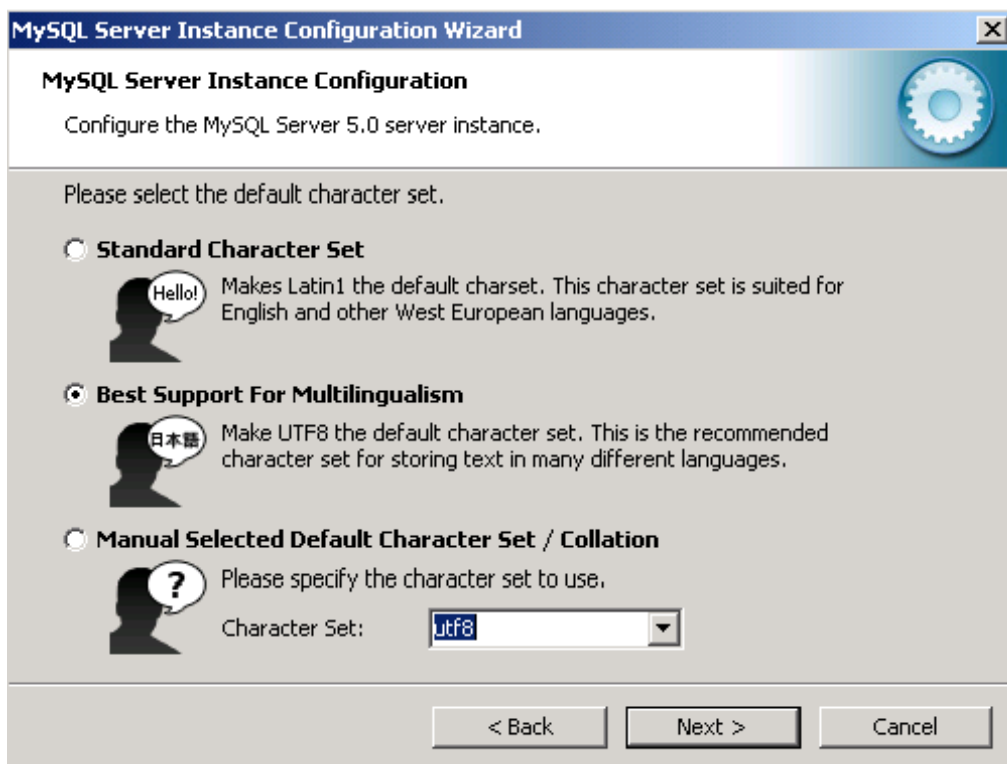 MySQL Server Instance Configuration Wizard
MySQL Server Instance Configuration
Configure the MySQL Server 5.0 server instance.
Please select the default character set.
Standard Character Set
Hello!
Makes Latin1 the default charset. This character set is suited for
English and other West European languages.
Best Support For Multilingualism
日本語
Make UTF8 the default character set. This is the recommended
character set for storing text in many different languages.
Manual Selected Default Character Set / Collation
?
Please specify the character set to use.
Character Set: utf8
< Back Next > Cancel